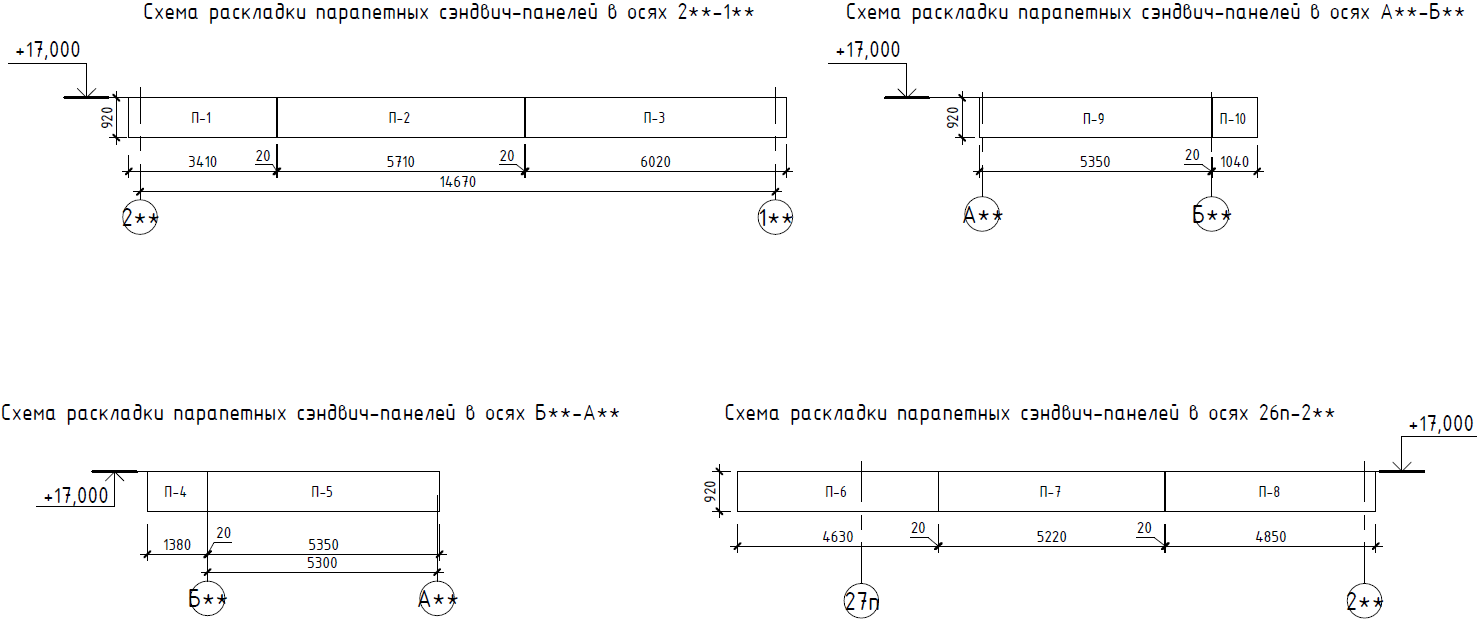 Схема раскладки парапетных сэндвич-панелей в осях 2**-1**
+17,000
920
П-1
П-2
П-3
3410
20
5710
20
6020
14670
2**
1**
Схема раскладки парапетных сэндвич-панелей в осях А**-Б**
+17,000
920
П-9
П-10
5350
20
1040
А**
Б**
Схема раскладки парапетных сэндвич-панелей в осях Б**-А**
+17,000
П-4
П-5
1380
20
5350
5300
Б**
А**
Схема раскладки парапетных сэндвич-панелей в осях 26п-2**
+17,000
920
П-6
П-7
П-8
4630
20
5220
20
4850
27п
2**